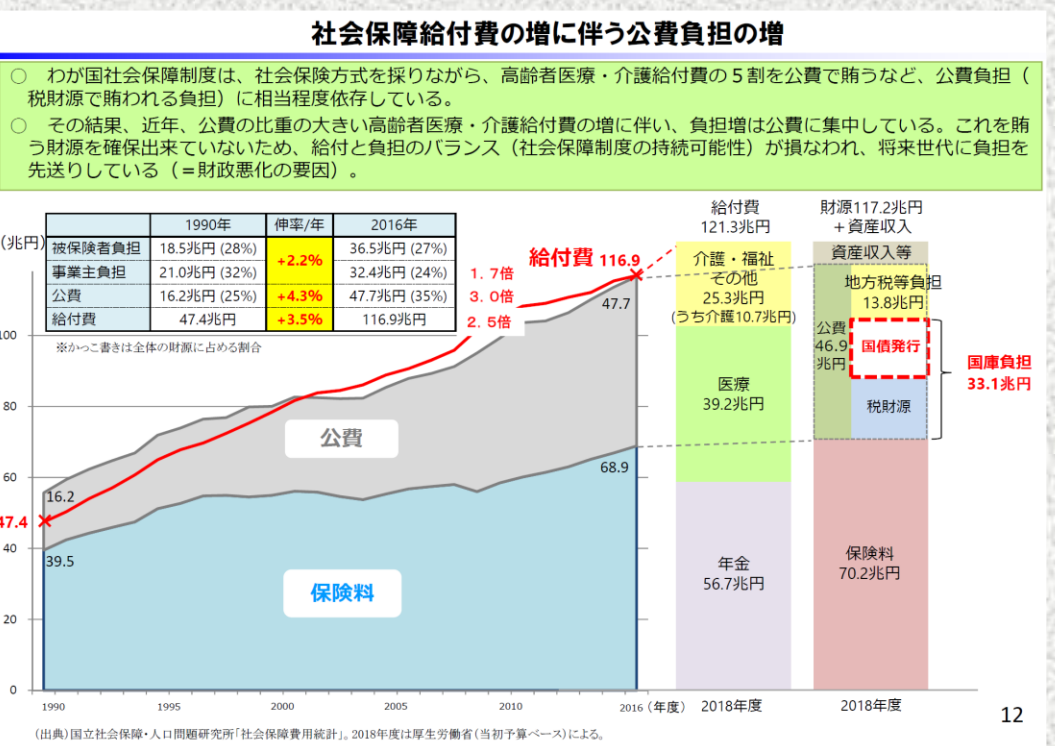 社会保障給付費の増に伴う公費負担の増
○　わが国社会保障制度は、社会保険方式を採りながら、高齢者医療・介護給付費の５割を公費で賄うなど、公費負担（
税財源で賄われる負担）に相当程度依存している。
○　その結果、近年、公費の比重の大きい高齢者医療・介護給付費の増に伴い、負担増は公費に集中している。これを賄
う財源を確保出来ていないため、給付と負担のバランス（社会保障制度の持続可能性）が損なわれ、将来世代に負担を
先送りしている（＝財政悪化の要因）。
(兆円)
1990年 伸率/年 2016年
被保険者負担 18.5兆円 (28%) +2.2% 36.5兆円 (27%)
事業主負担 21.0兆円 (32%) 32.4兆円 (24%)
公費 16.2兆円 (25%) +4.3% 47.7兆円 (35%)
給付費 47.4兆円 +3.5% 116.9兆円
1.7倍
3.0倍
2.5倍
※かっこ書きは全体の財源に占める割合
給付費 116.9
47.7
公費
16.2
47.4
39.5
68.9
保険料
100
80
60
40
20
0
1990 1995 2000 2005 2010 2016 (年度)
給付費
121.3兆円
介護・福祉
その他
25.3兆円
(うち介護10.7兆円)
医療
39.2兆円
年金
56.7兆円
2018年度
財源117.2兆円
＋資産収入
資産収入等
地方税等負担
13.8兆円
公費
46.9
兆円
国債発行
税財源
国庫負担
33.1兆円
保険料
70.2兆円
2018年度
12
(出典)国立社会保障・人口問題研究所「社会保障費用統計」。2018年度は厚生労働省(当初予算ベース)による。